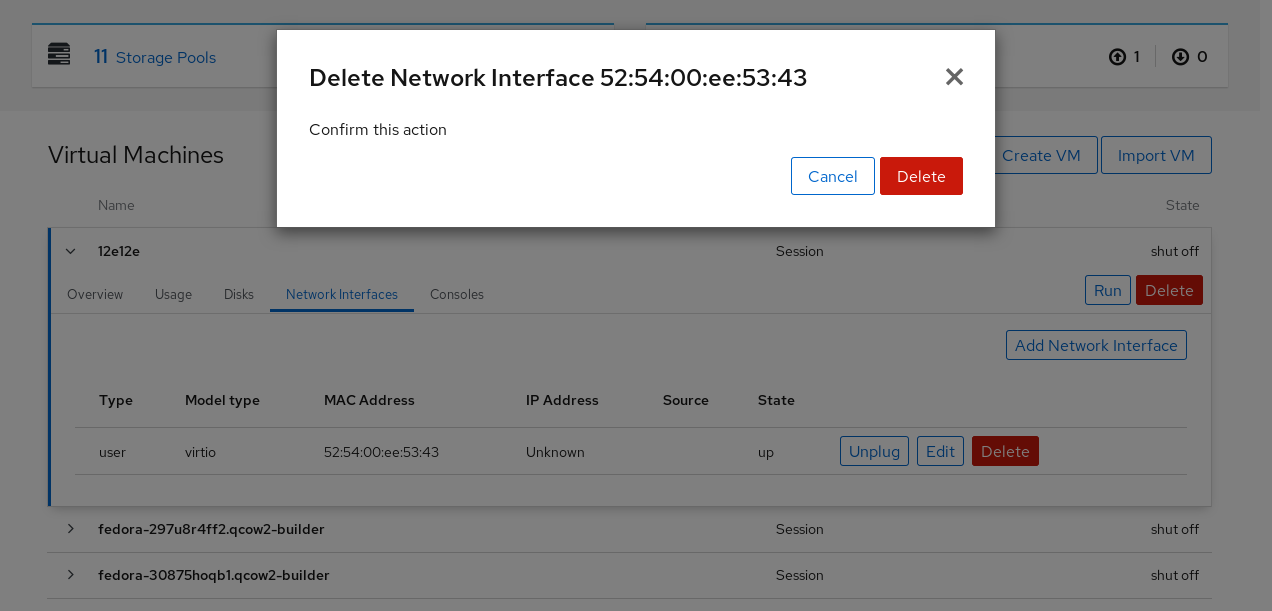 11 Storage Pools
1 0
Delete Network Interface 52:54:00:ee:53:43
Confirm this action
Cancel Delete
Virtual Machines
Create VM Import VM
Name State
12e12e Session shut off
Overview Usage Disks Network Interfaces Consoles Run Delete
Add Network Interface
Type Model type MAC Address IP Address Source State
user virtio 52:54:00:ee:53:43 Unknown up Unplug Edit Delete
fedora-297u8r4ff2.qcow2-builder Session shut off
fedora-30875hoqb1.qcow2-builder Session shut off